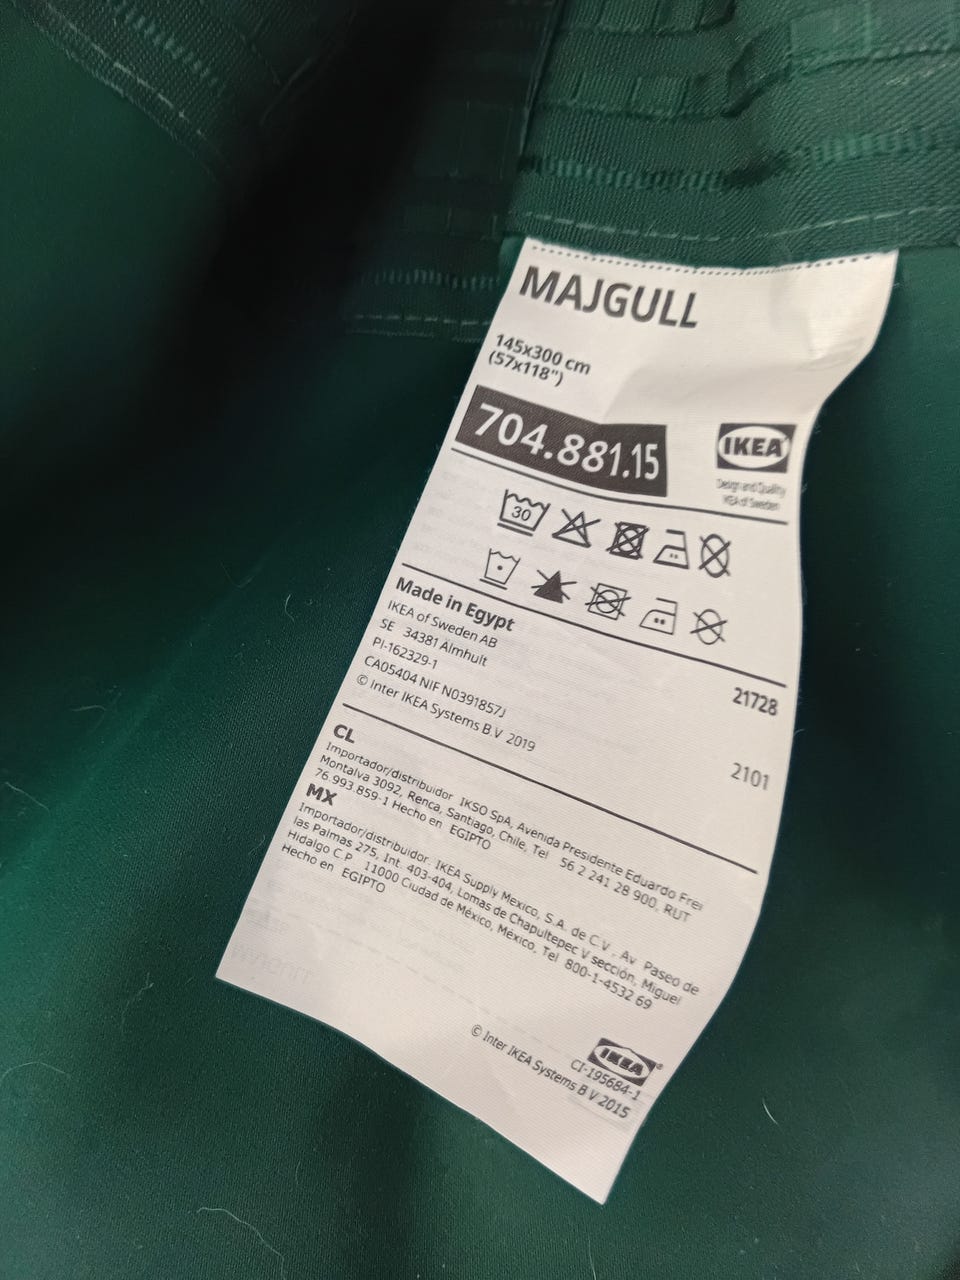 MAJGULL
145x300 cm
(57x118")
704.881.15
IKEA
Design and Quality
IKEA of Sweden
30
Made in Egypt
IKEA of Sweden AB
SE 34381 Älmhult
PI-162329-1
CA05404 NIF N0391857J
© Inter IKEA Systems B.V 2019
21728
2101
CL
Importador/distribuidor IKSO SpA, Avenida Presidente Eduardo Frei
Montalva 3092, Renca, Santiago, Chile, Tel 56 2 241 28 900, RUT
76.993.859-1 Hecho en EGIPTO
MX
Importador/distribuidor. IKEA Supply Mexico, S.A. de C.V., Av Paseo de
las Palmas 275, Int. 403-404, Lomas de Chapultepec V sección, Miguel
Hidalgo C P 11000 Ciudad de México, México, Tel 800-1-4532 69
Hecho en EGIPTO
IKEA®
CI-195684-1
© Inter IKEA Systems B V 2015